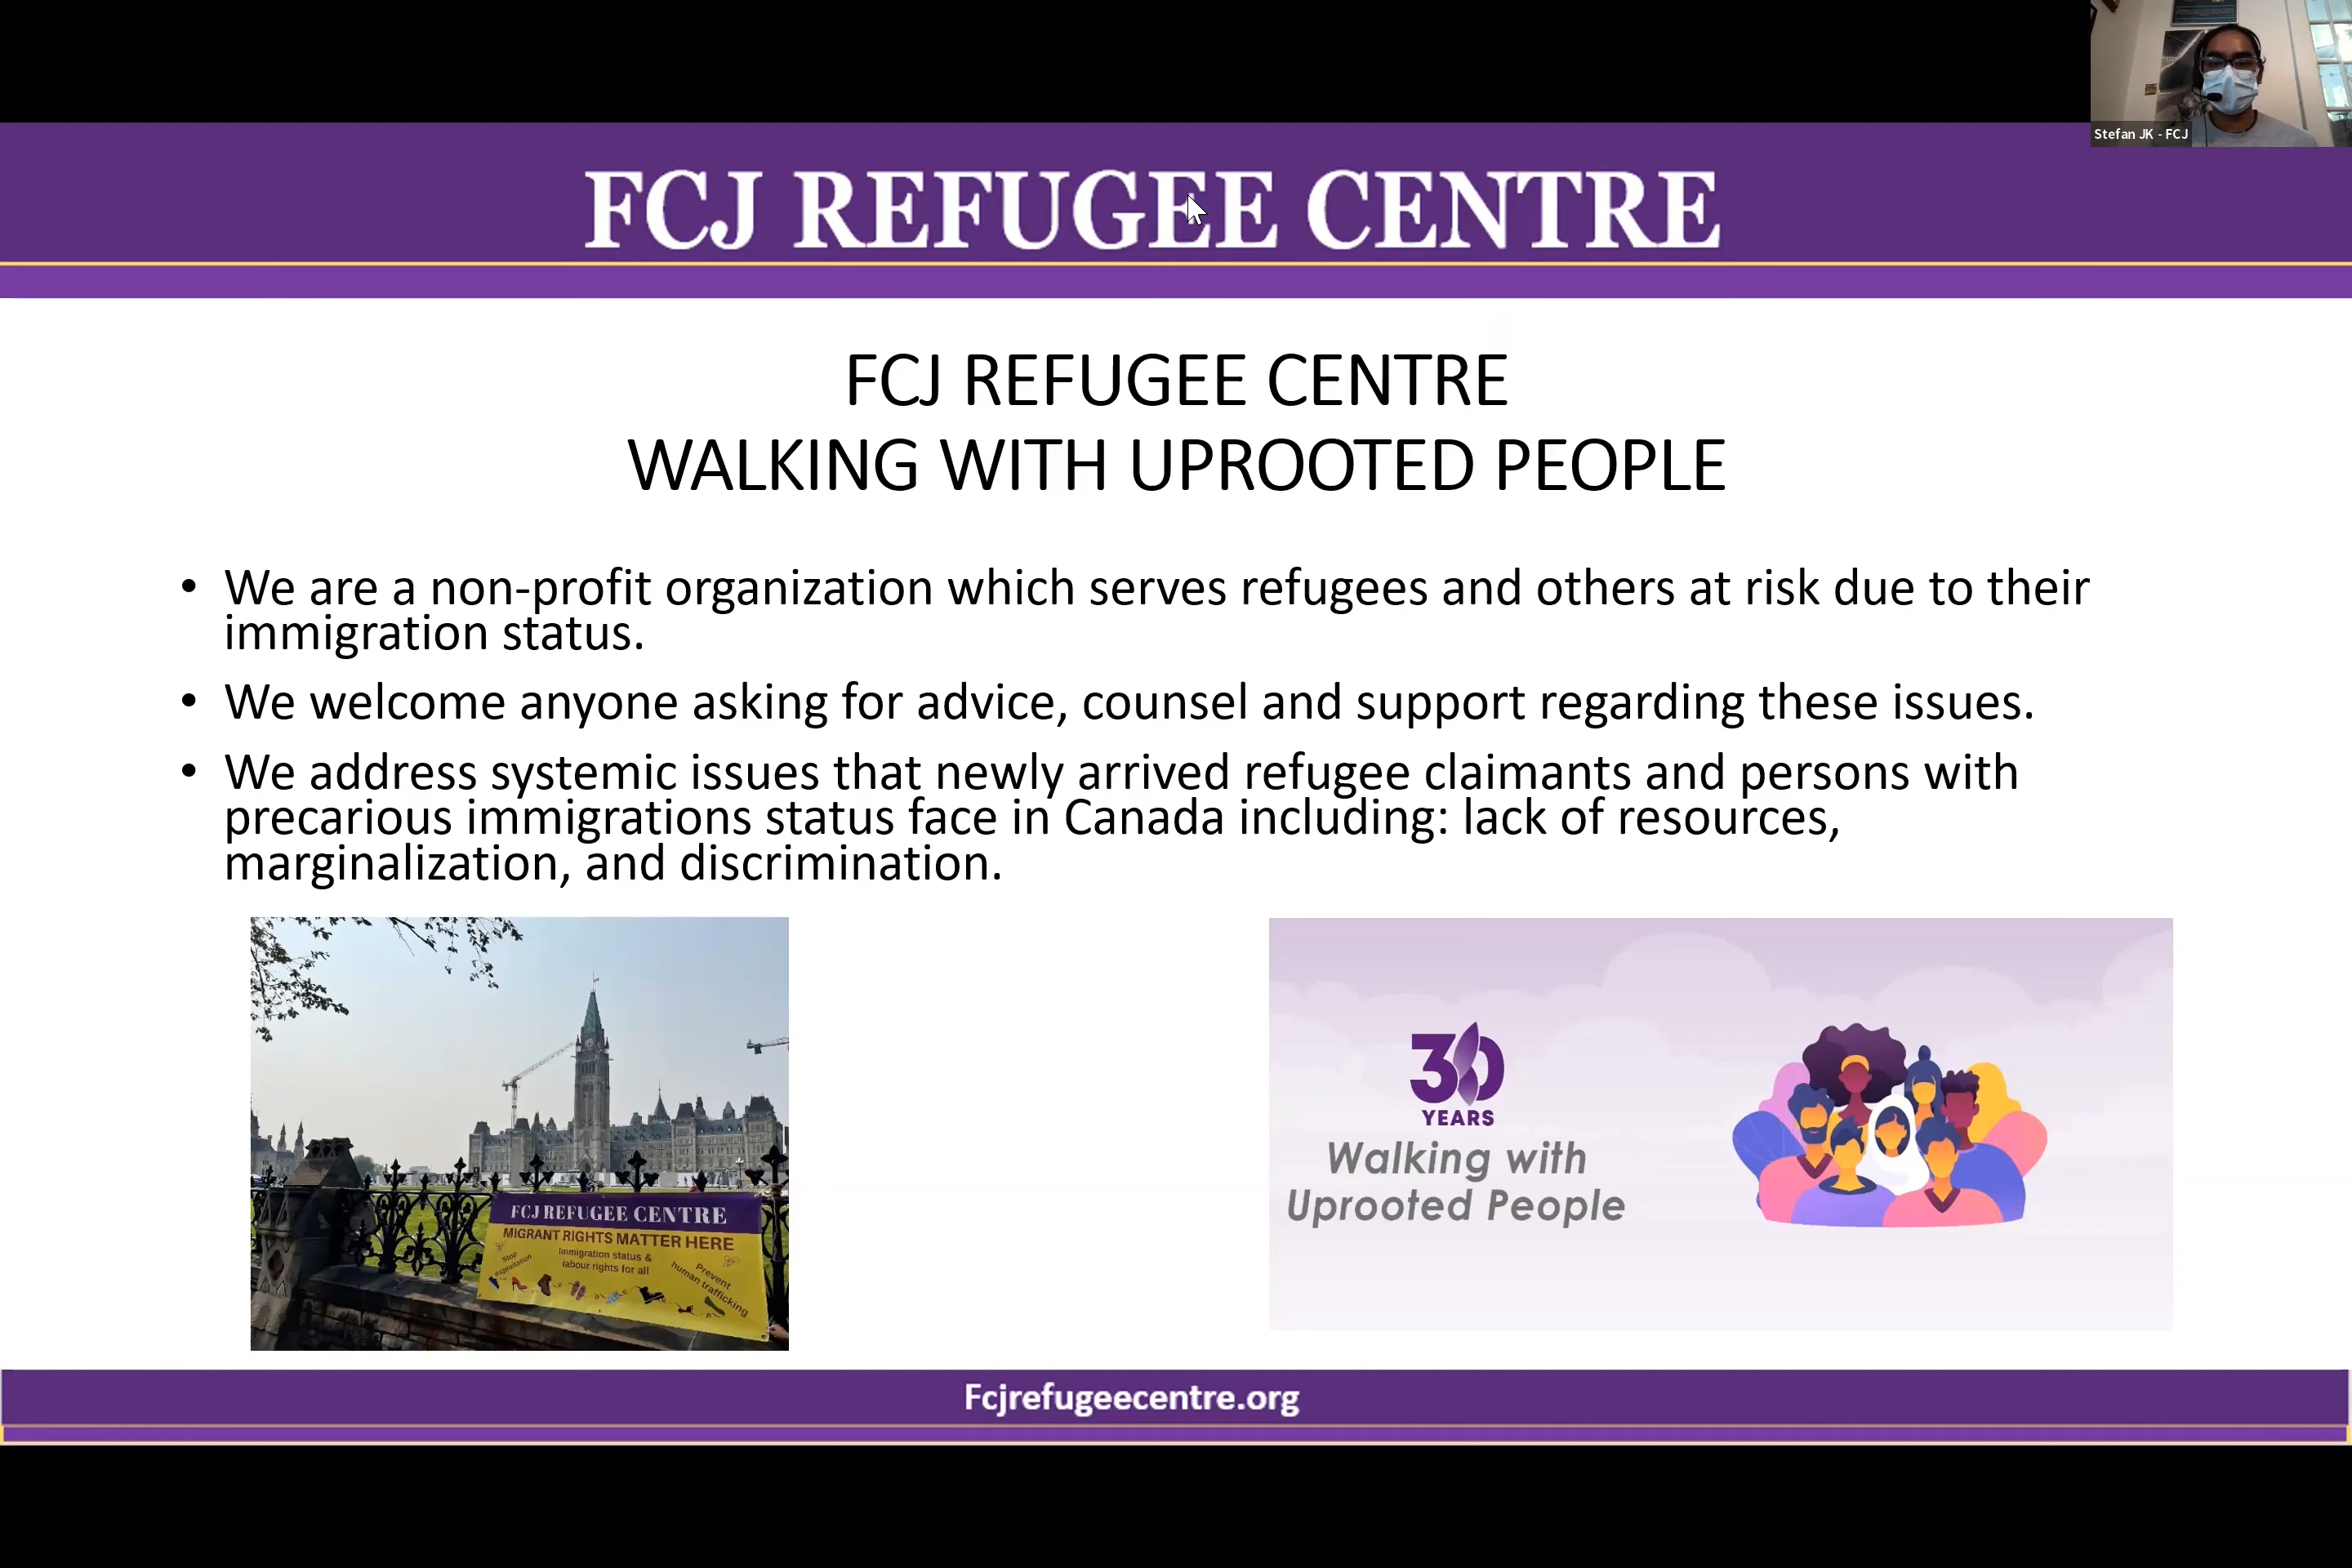 Stefan JK - FCJ
FCJ REFUGEE CENTRE
FCJ REFUGEE CENTRE
WALKING WITH UPROOTED PEOPLE
• We are a non-profit organization which serves refugees and others at risk due to their
immigration status.
• We welcome anyone asking for advice, counsel and support regarding these issues.
• We address systemic issues that newly arrived refugee claimants and persons with
precarious immigrations status face in Canada including: lack of resources,
marginalization, and discrimination.
FCJ REFUGEE CENTRE
MIGRANT RIGHTS MATTER HERE
Stop
exploitation
Immigration status &
labour rights for all
Prevent
human trafficking
30
YEARS
Walking with
Uprooted People
Fcjrefugeecentre.org